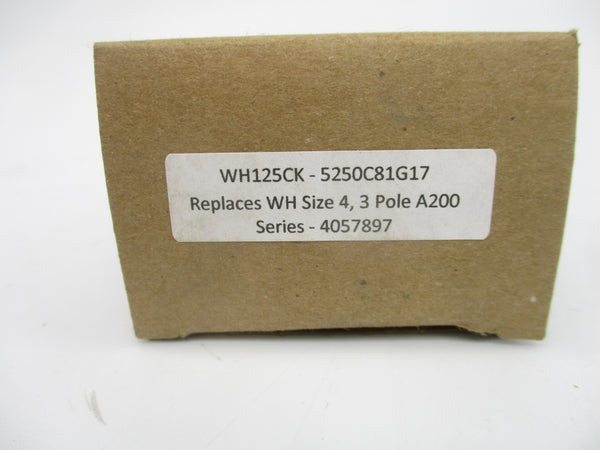 WH125CK - 5250C81G17
Replaces WH Size 4, 3 Pole A200
Series - 4057897